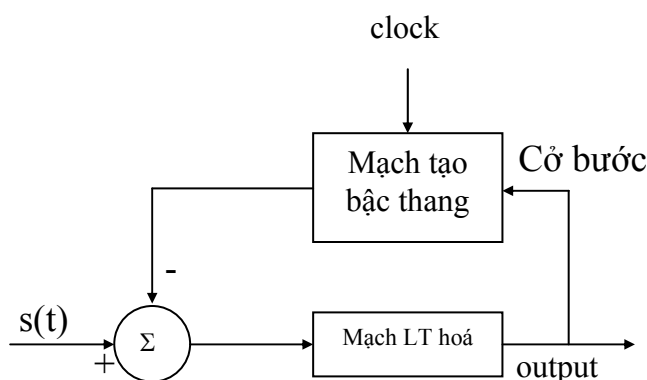 clock
Mạch tạo
bậc thang
Cở bước
-
s(t)
+
Σ
Mạch LT hoá
output